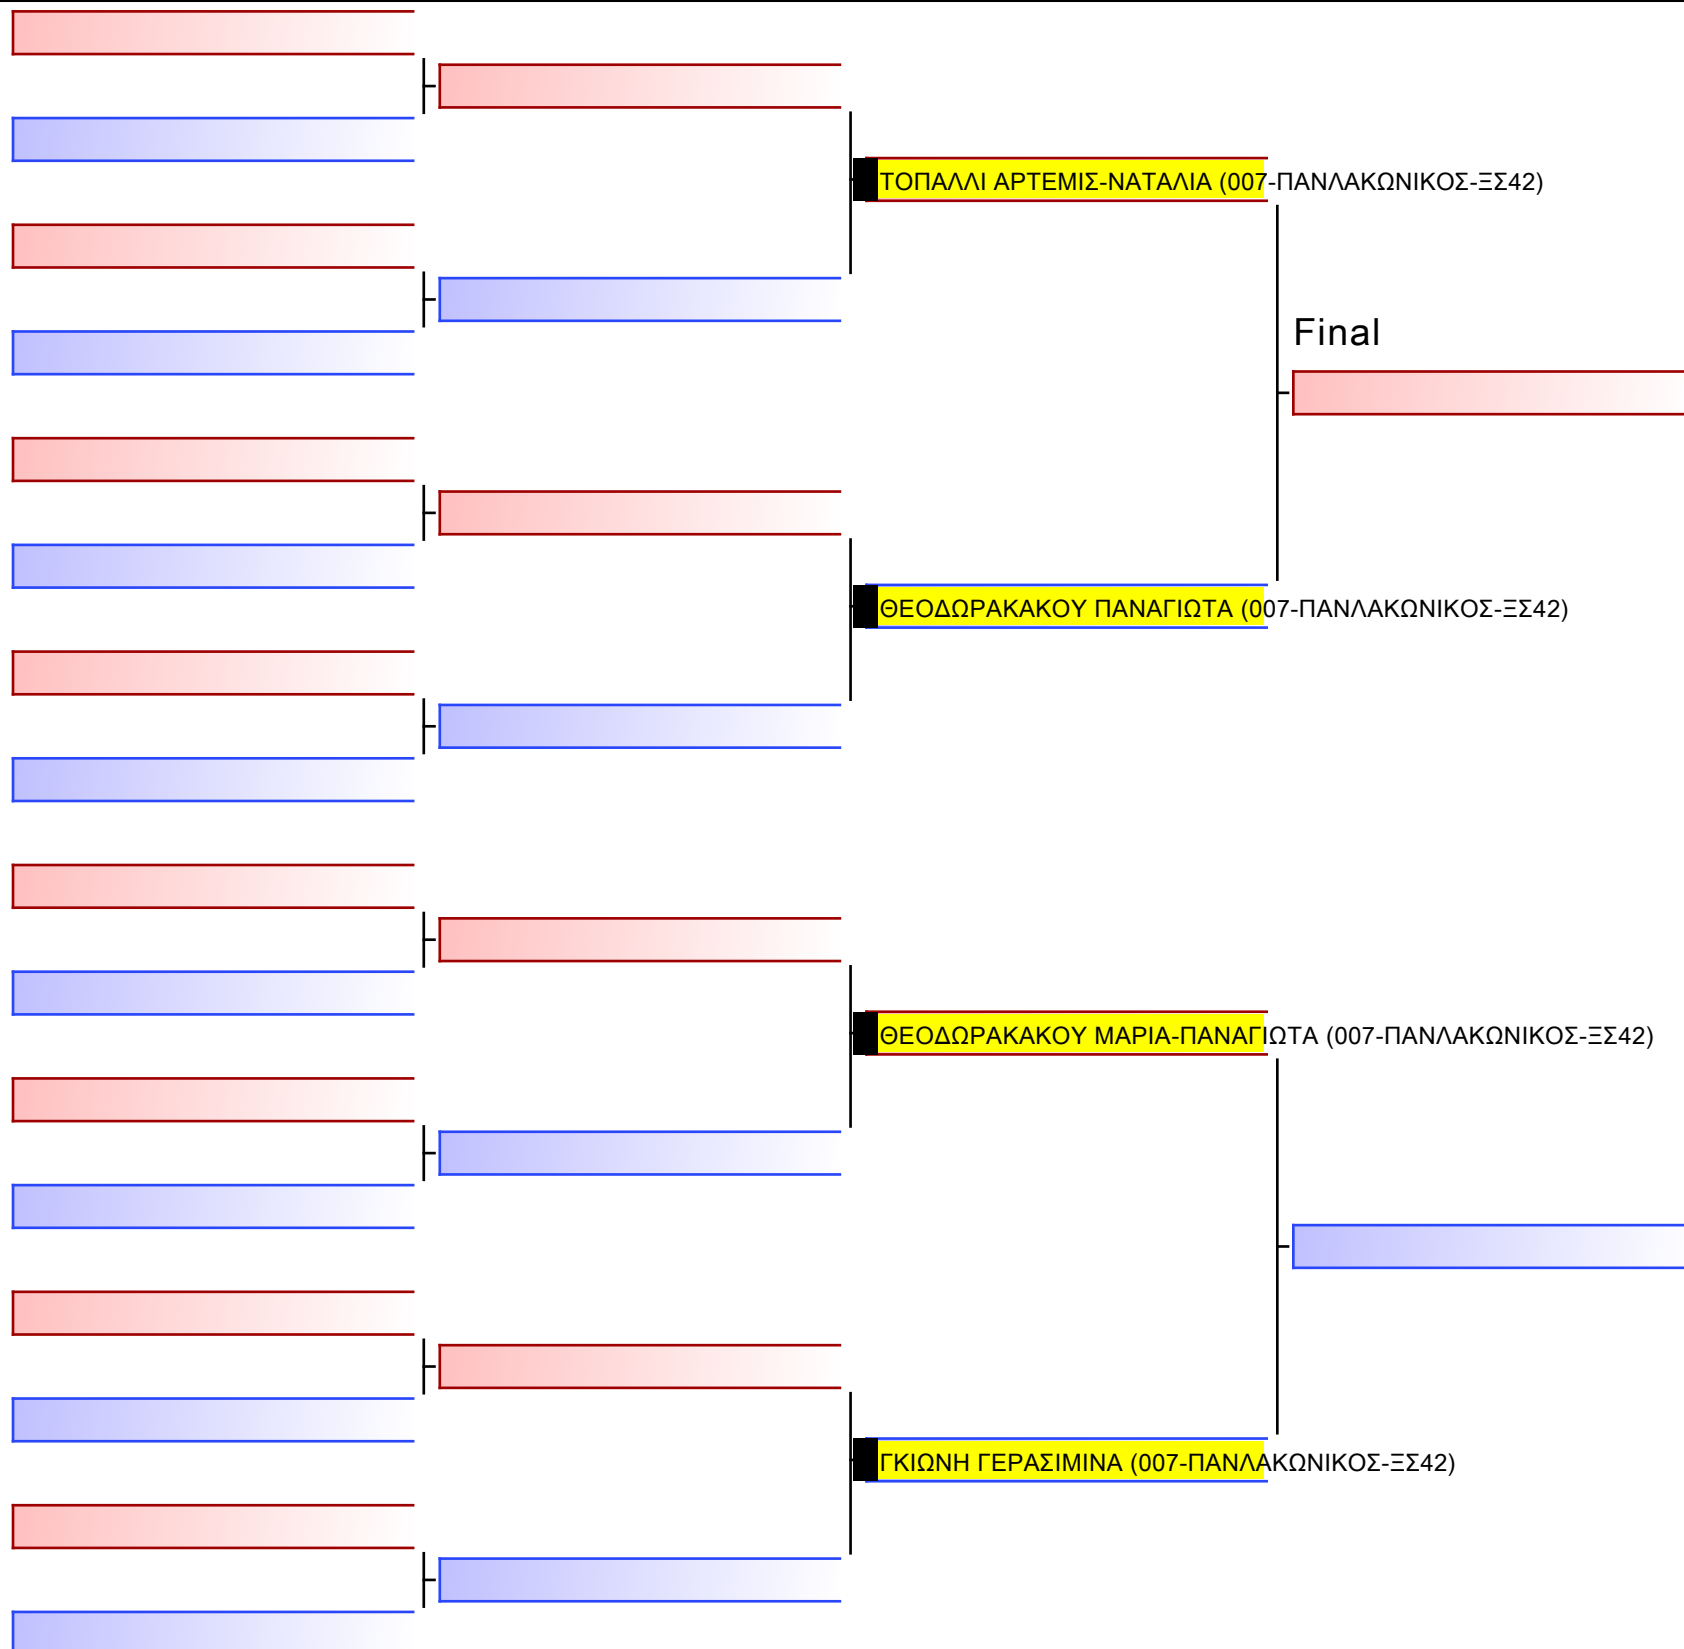 ΤΟΠΑΛΛΙ ΑΡΤΕΜΙΣ-ΝΑΤΑΛΙΑ (007-ΠΑΝΛΑΚΩΝΙΚΟΣ-ΞΣ42)
Final
ΘΕΟΔΩΡΑΚΑΚΟΥ ΠΑΝΑΓΙΩΤΑ (007-ΠΑΝΛΑΚΩΝΙΚΟΣ-ΞΣ42)
ΘΕΟΔΩΡΑΚΑΚΟΥ ΜΑΡΙΑ-ΠΑΝΑΓΙΩΤΑ (007-ΠΑΝΛΑΚΩΝΙΚΟΣ-ΞΣ42)
ΓΚΙΩΝΗ ΓΕΡΑΣΙΜΙΝΑ (007-ΠΑΝΛΑΚΩΝΙΚΟΣ-ΞΣ42)